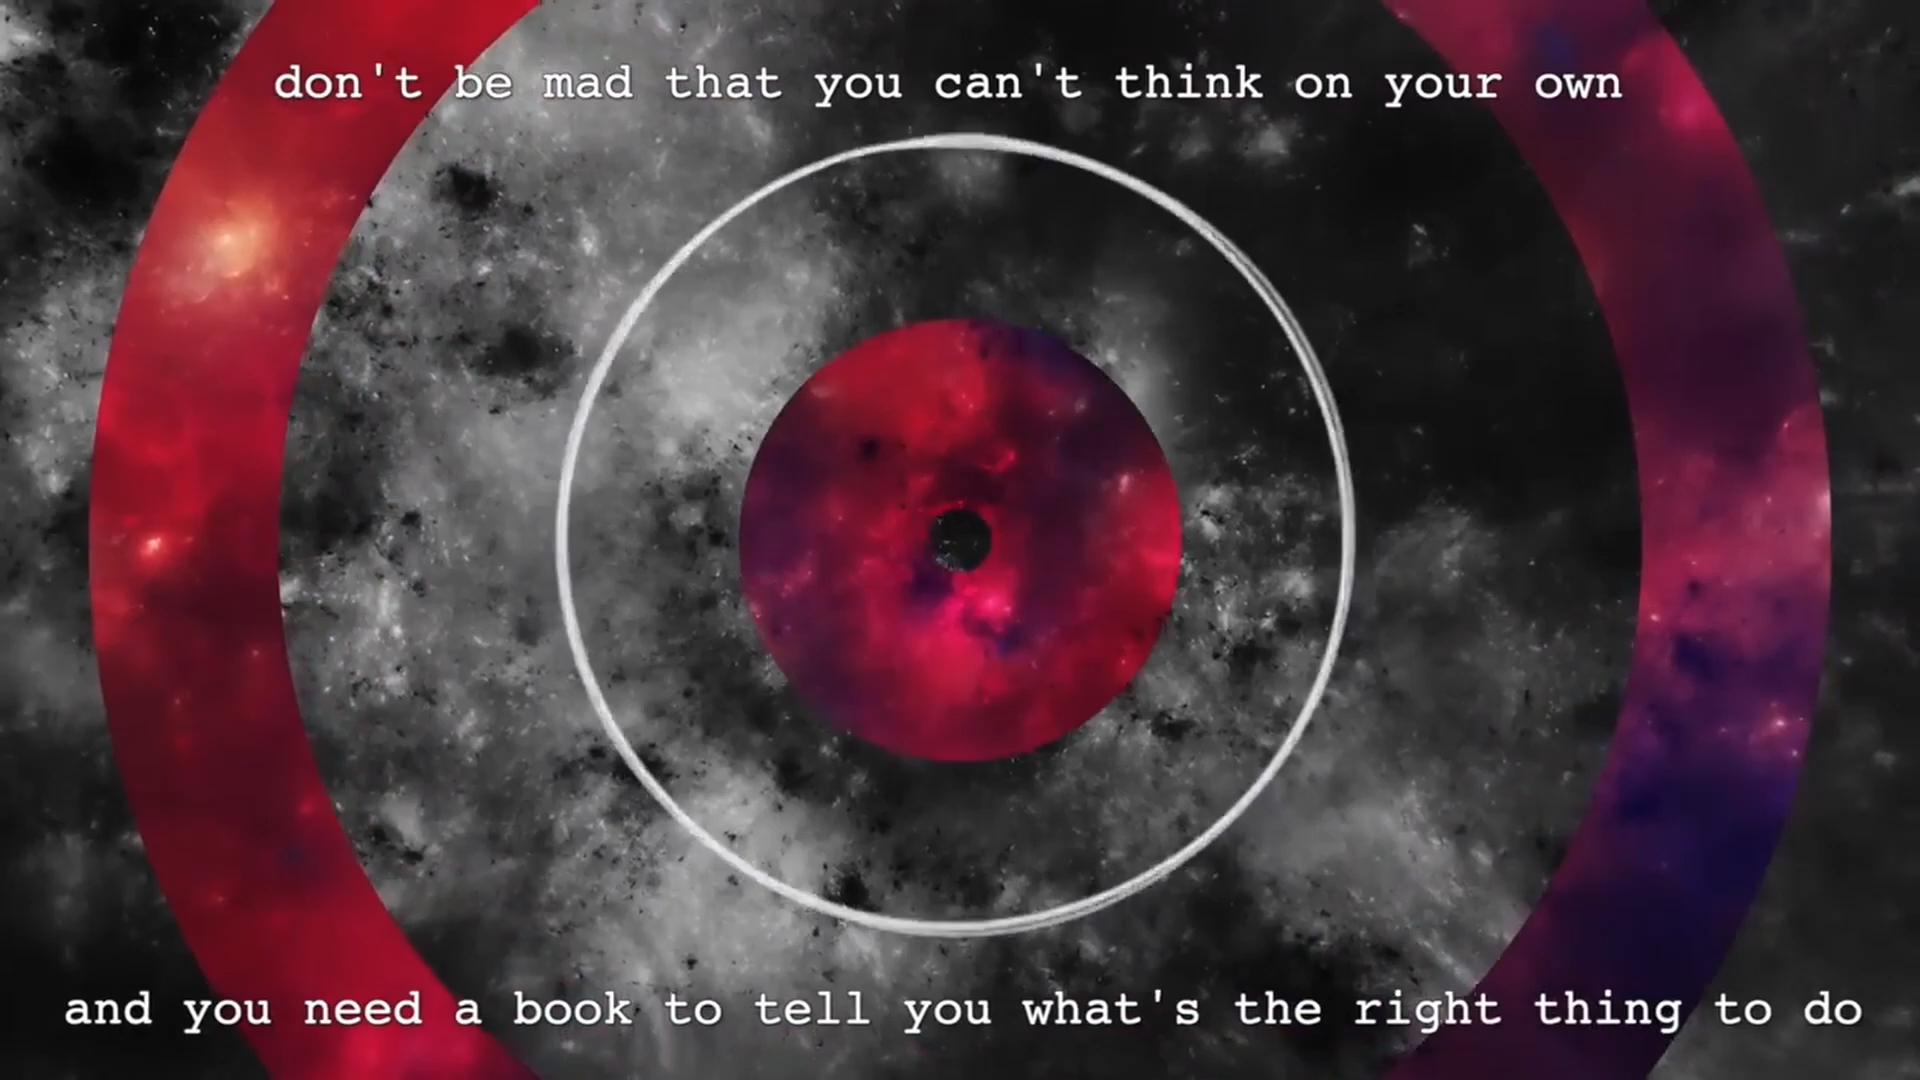 don't be mad that you can't think on your own
and you need a book to tell you what's the right thing to do